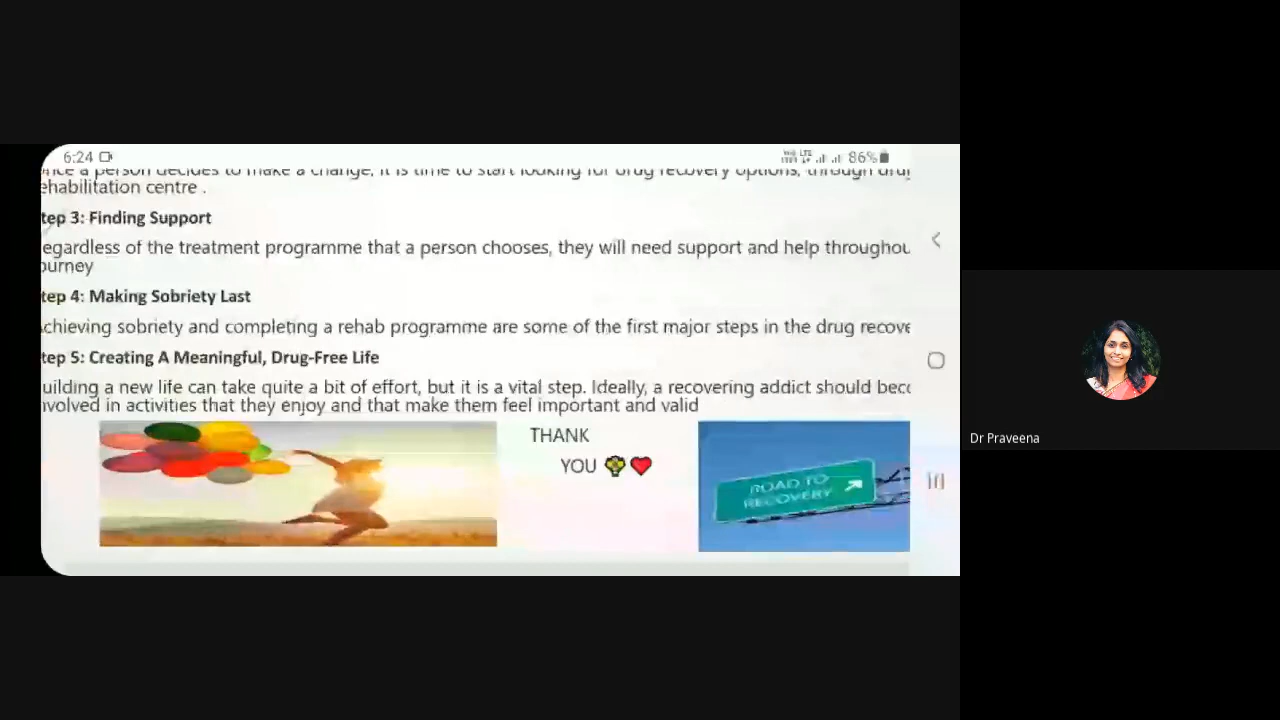 6:24
86%
nce a person decides to make a change, it is time to start looking for drug recovery options, through drug
ehabilitation centre .
tep 3: Finding Support
egardless of the treatment programme that a person chooses, they will need support and help throughou
ourney
tep 4: Making Sobriety Last
chieving sobriety and completing a rehab programme are some of the first major steps in the drug recove
tep 5: Creating A Meaningful, Drug-Free Life
uilding a new life can take quite a bit of effort, but it is a vital step. Ideally, a recovering addict should beco
nvolved in activities that they enjoy and that make them feel important and valid
THANK
YOU 💐❤️
ROAD TO
RECOVERY
Dr Praveena